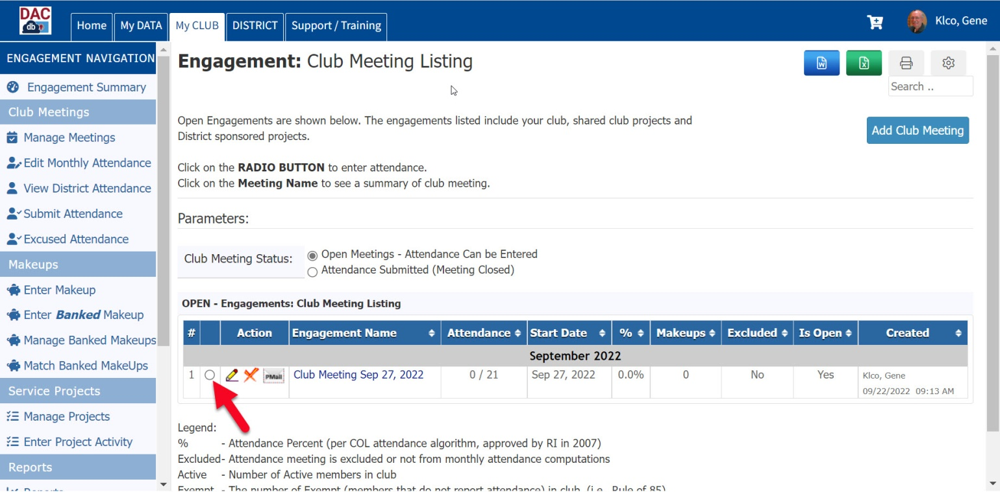 DAC
db
Home
My DATA
My CLUB
DISTRICT
Support / Training
Klco, Gene
ENGAGEMENT NAVIGATION
Engagement Summary
Club Meetings
Manage Meetings
Edit Monthly Attendance
View District Attendance
Submit Attendance
Excused Attendance
Makeups
Enter Makeup
Enter Banked Makeup
Manage Banked Makeups
Match Banked MakeUps
Service Projects
Manage Projects
Enter Project Activity
Reports
Reports
Engagement: Club Meeting Listing
W
X
Search ..
Open Engagements are shown below. The engagements listed include your club, shared club projects and
District sponsored projects.
Add Club Meeting
Click on the RADIO BUTTON to enter attendance.
Click on the Meeting Name to see a summary of club meeting.
Parameters:
Club Meeting Status:
Open Meetings - Attendance Can be Entered
Attendance Submitted (Meeting Closed)
OPEN - Engagements: Club Meeting Listing
# Action Engagement Name Attendance Start Date % Makeups Excluded Is Open Created
September 2022
1 PMail Club Meeting Sep 27, 2022 0 / 21 Sep 27, 2022 0.0% 0 No Yes Klco, Gene
09/22/2022 09:13 AM
Legend:
% - Attendance Percent (per COL attendance algorithm, approved by RI in 2007)
Excluded- Attendance meeting is excluded or not from monthly attendance computations
Active - Number of Active members in club
Exempt - The number of Exempt (members that do not report attendance) in club. (i.e., Rule of 85)